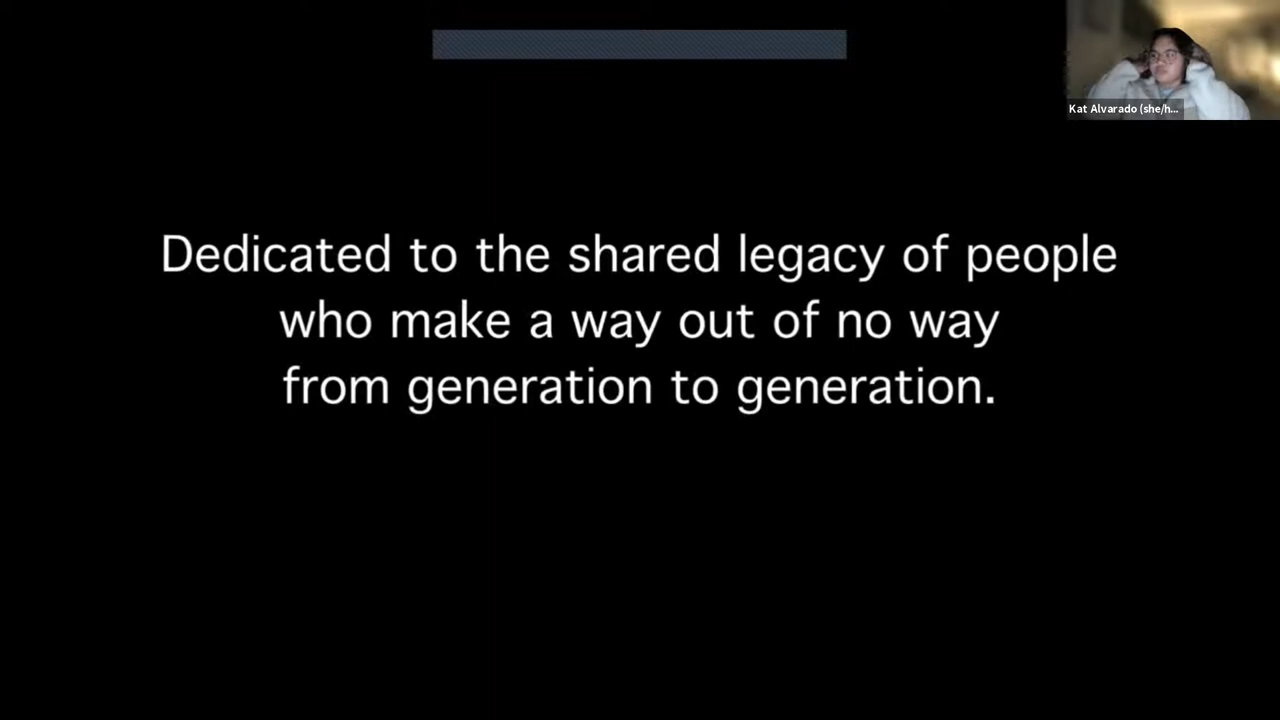 Kat Alvarado (she/h...
Dedicated to the shared legacy of people
who make a way out of no way
from generation to generation.